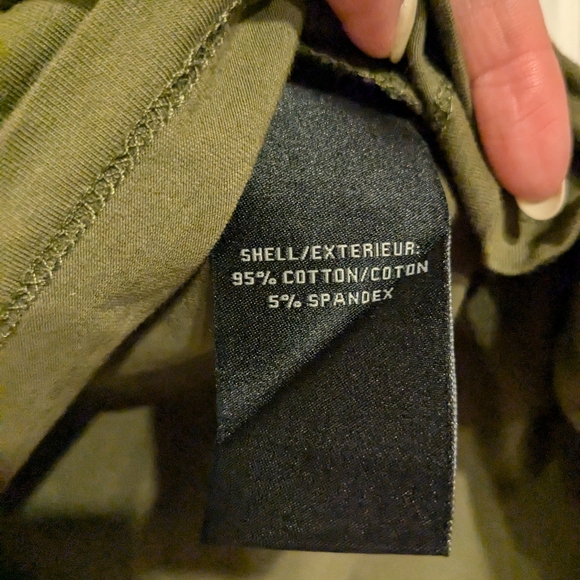 SHELL/EXTERIEUR:
95% COTTON/COTON
5% SPANDEX